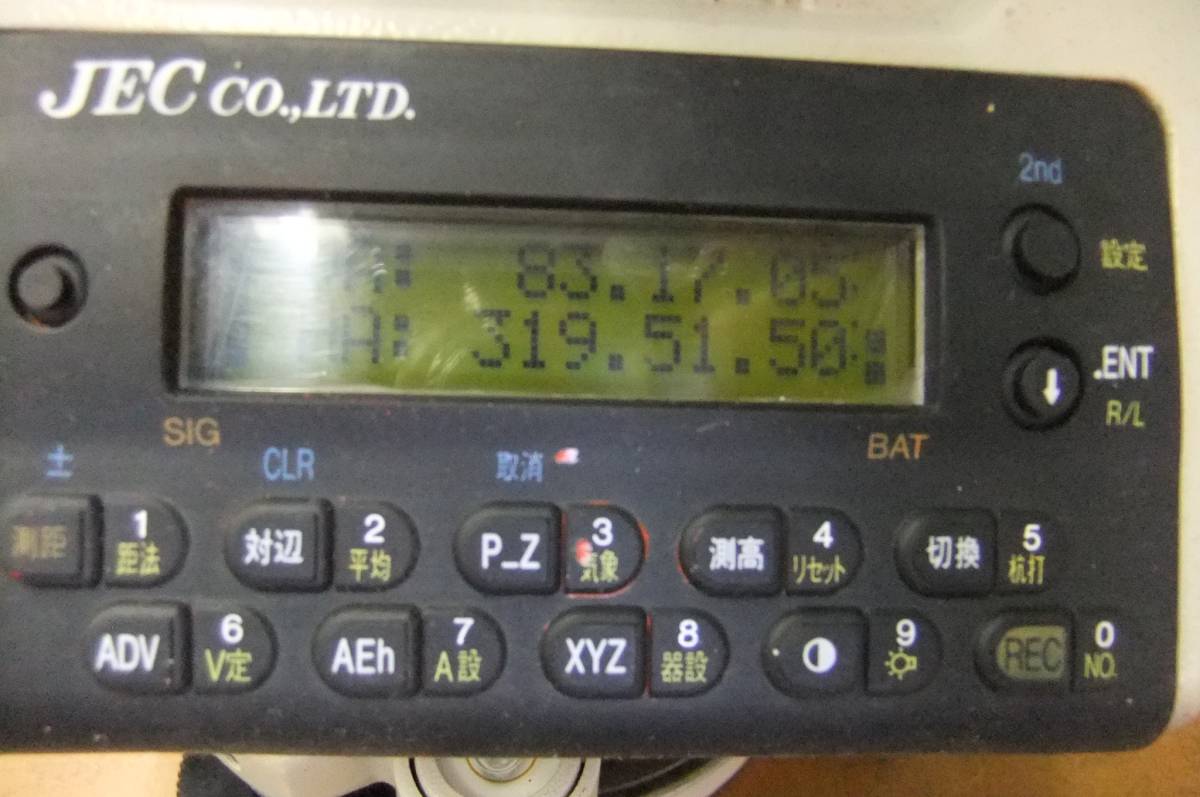 JEC CO.,LTD.
2nd
設定
A: 83.17.05
A: 319.51.50
.ENT
R/L
SIG
BAT
± CLR 取消
測距 1 距法 対辺 2 平均 P_Z 3 気象 測高 4 リセット 切換 5 杭打
ADV 6 V定 AEh 7 A設 XYZ 8 器設 9 REC 0 NO.